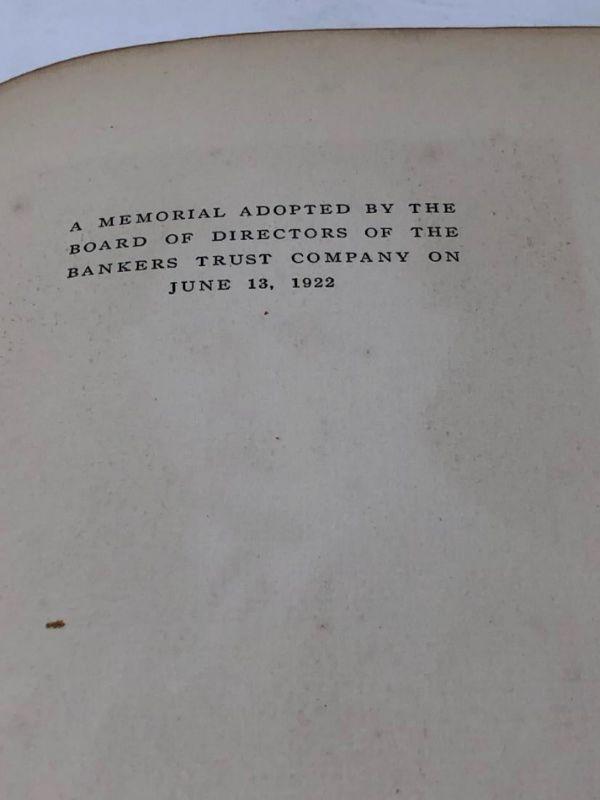 A MEMORIAL ADOPTED BY THE
BOARD OF DIRECTORS OF THE
BANKERS TRUST COMPANY ON
JUNE 13, 1922